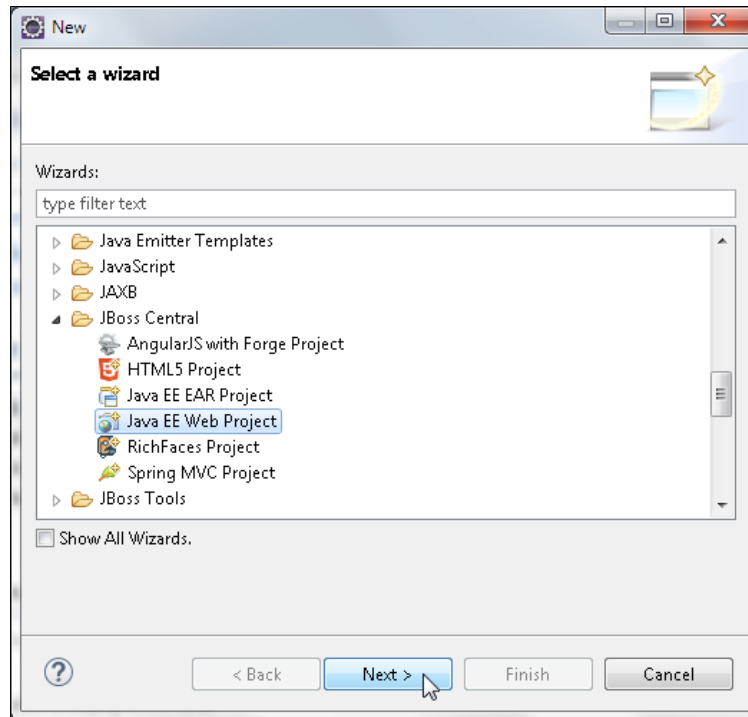 New
Select a wizard
Wizards:
type filter text
Java Emitter Templates
JavaScript
JAXB
JBoss Central
AngularJS with Forge Project
HTML5 Project
Java EE EAR Project
Java EE Web Project
RichFaces Project
Spring MVC Project
JBoss Tools
Show All Wizards.
< Back Next > Finish Cancel